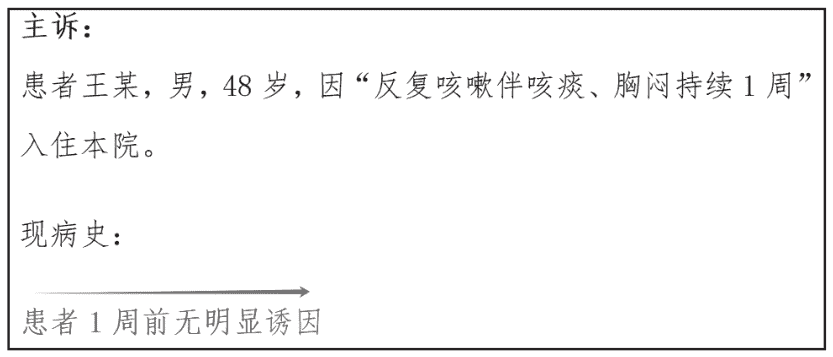 主诉：
患者王某，男，48 岁，因“反复咳嗽伴咳痰、胸闷持续 1 周”
入住本院。
现病史：
患者 1 周前无明显诱因